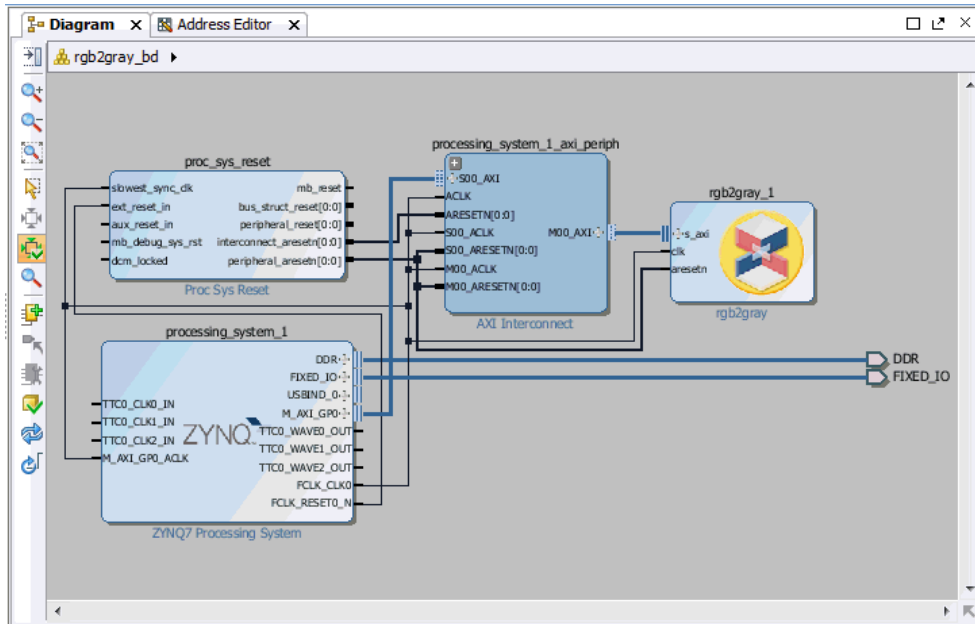 Diagram
Address Editor
rgb2gray_bd
proc_sys_reset
slowest_sync_clk
ext_reset_in
aux_reset_in
mb_debug_sys_rst
dcm_locked
mb_reset
bus_struct_reset[0:0]
peripheral_reset[0:0]
interconnect_aresetn[0:0]
peripheral_aresetn[0:0]
Proc Sys Reset
processing_system_1_axi_periph
S00_AXI
ACLK
ARESETN[0:0]
S00_ACLK
S00_ARESETN[0:0]
M00_ACLK
M00_ARESETN[0:0]
M00_AXI
AXI Interconnect
rgb2gray_1
s_axi
clk
aresetn
rgb2gray
processing_system_1
TTC0_CLK0_IN
TTC0_CLK1_IN
TTC0_CLK2_IN
M_AXI_GP0_ACLK
ZYNQ
DDR
FIXED_IO
USBIND_0
M_AXI_GP0
TTC0_WAVE0_OUT
TTC0_WAVE1_OUT
TTC0_WAVE2_OUT
FCLK_CLK0
FCLK_RESET0_N
ZYNQ7 Processing System
DDR
FIXED_IO